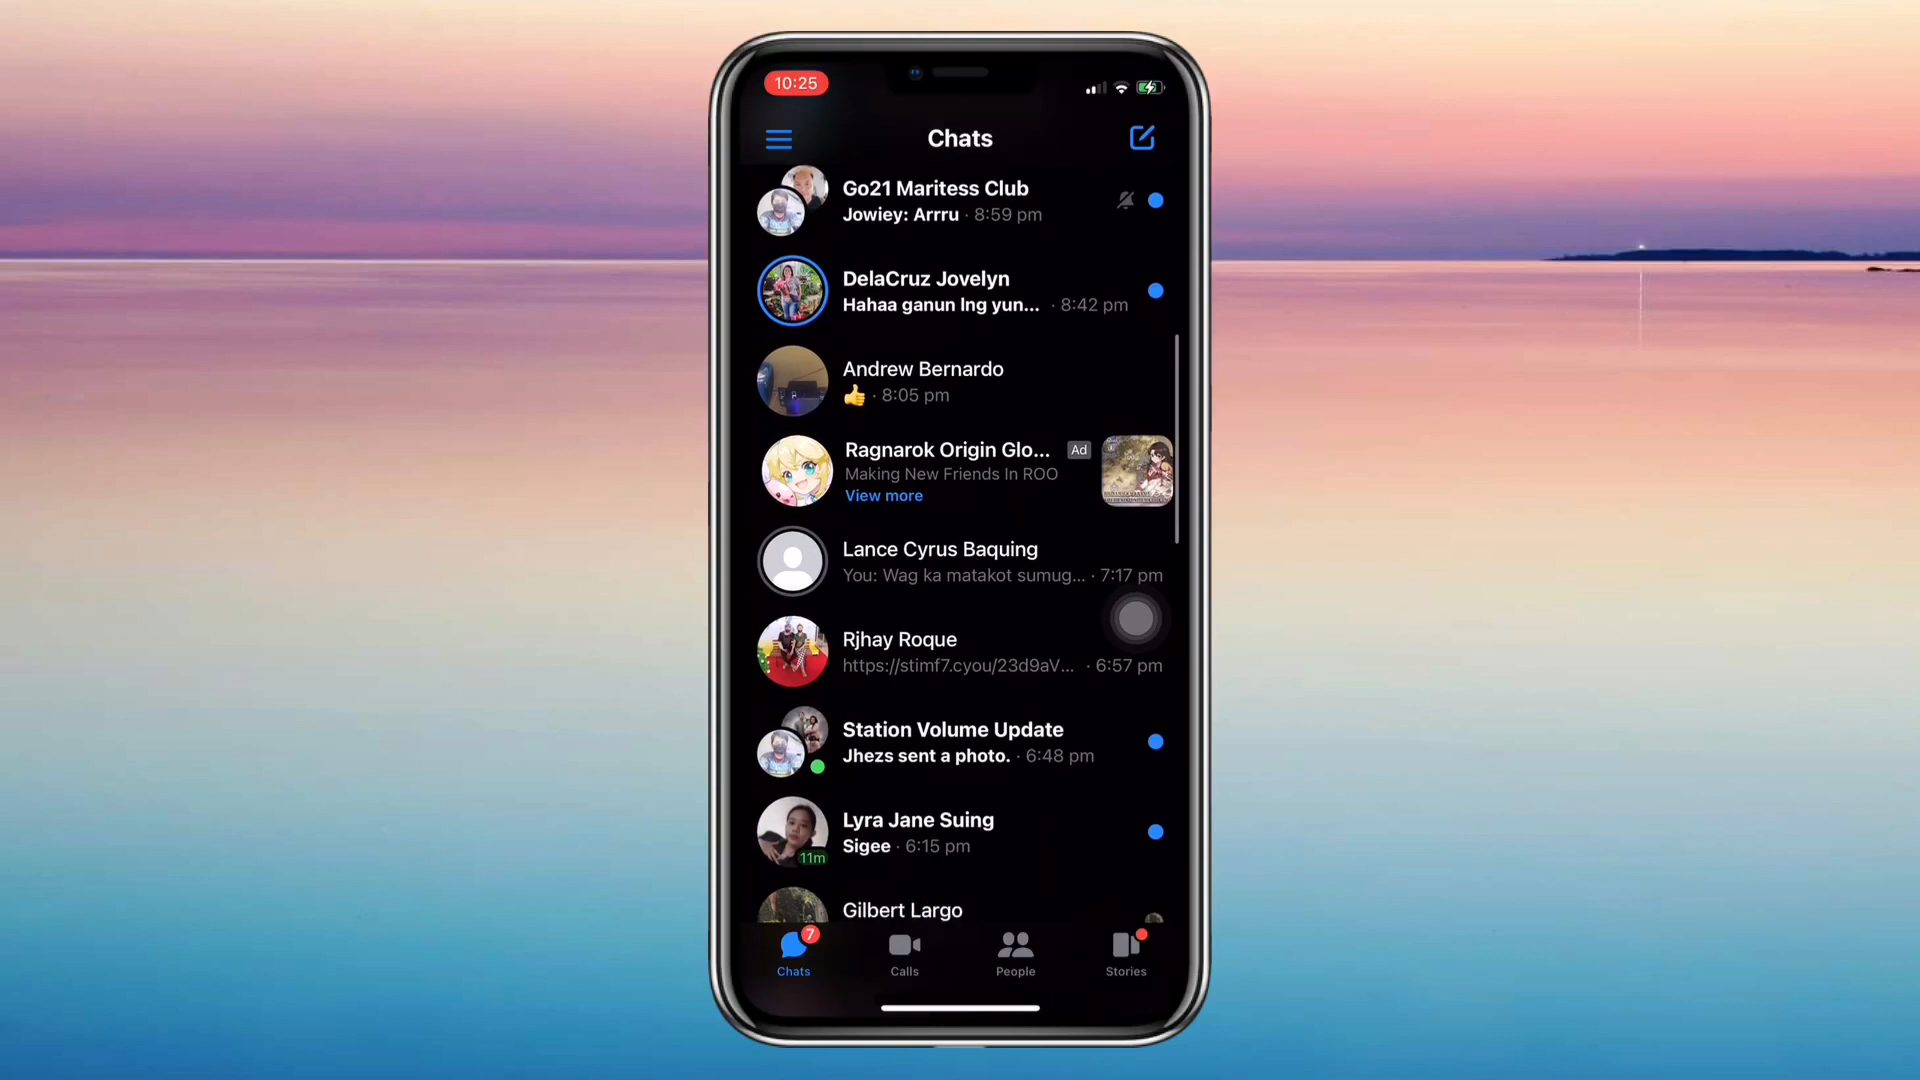 10:25
Chats
Go21 Maritess Club
Jowiey: Arrru · 8:59 pm
DelaCruz Jovelyn
Hahaa ganun lng yun... · 8:42 pm
Andrew Bernardo
👍 · 8:05 pm
Ragnarok Origin Glo... Ad
Making New Friends In ROO
View more
Lance Cyrus Baquing
You: Wag ka matakot sumug... · 7:17 pm
Rjhay Roque
https://stimf7.cyou/23d9aV... · 6:57 pm
Station Volume Update
Jhezs sent a photo. · 6:48 pm
Lyra Jane Suing
Sigee · 6:15 pm
11m
Gilbert Largo
7
Chats
Calls
People
Stories